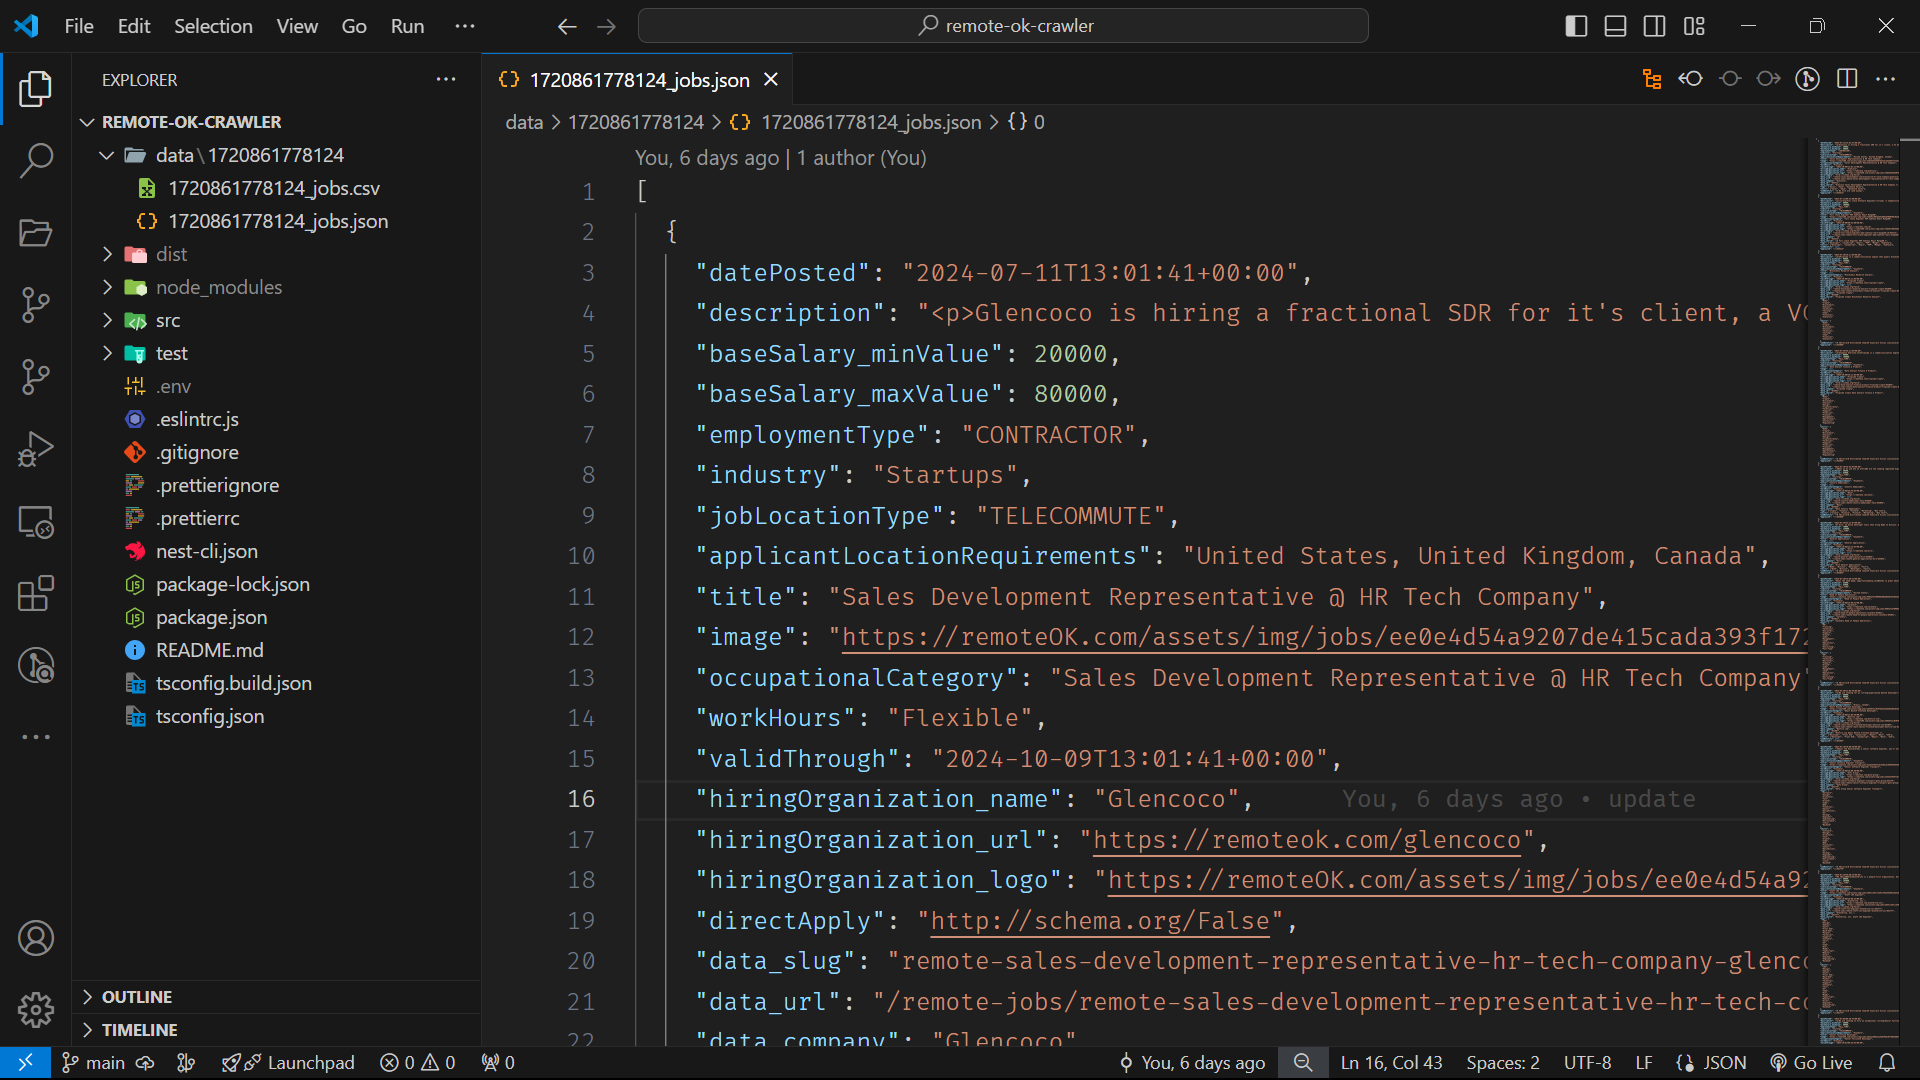 File Edit Selection View Go Run ···
remote-ok-crawler
EXPLORER
REMOTE-OK-CRAWLER
data\1720861778124
1720861778124_jobs.csv
1720861778124_jobs.json
dist
node_modules
src
test
.env
.eslintrc.js
.gitignore
.prettierignore
.prettierrc
nest-cli.json
package-lock.json
package.json
README.md
tsconfig.build.json
tsconfig.json
OUTLINE
TIMELINE
1720861778124_jobs.json
data > 1720861778124 > {} 1720861778124_jobs.json > {} 0
You, 6 days ago | 1 author (You)
1 [
2 {
3 "datePosted": "2024-07-11T13:01:41+00:00",
4 "description": "<p>Glencoco is hiring a fractional SDR for it's client, a VC
5 "baseSalary_minValue": 20000,
6 "baseSalary_maxValue": 80000,
7 "employmentType": "CONTRACTOR",
8 "industry": "Startups",
9 "jobLocationType": "TELECOMMUTE",
10 "applicantLocationRequirements": "United States, United Kingdom, Canada",
11 "title": "Sales Development Representative @ HR Tech Company",
12 "image": "https://remoteOK.com/assets/img/jobs/ee0e4d54a9207de415cada393f172
13 "occupationalCategory": "Sales Development Representative @ HR Tech Company"
14 "workHours": "Flexible",
15 "validThrough": "2024-10-09T13:01:41+00:00",
16 "hiringOrganization_name": "Glencoco", You, 6 days ago • update
17 "hiringOrganization_url": "https://remoteok.com/glencoco",
18 "hiringOrganization_logo": "https://remoteOK.com/assets/img/jobs/ee0e4d54a92
19 "directApply": "http://schema.org/False",
20 "data_slug": "remote-sales-development-representative-hr-tech-company-glenco
21 "data_url": "/remote-jobs/remote-sales-development-representative-hr-tech-co
22 "data_company": "Glencoco"
main Launchpad 0 0 0 You, 6 days ago Ln 16, Col 43 Spaces: 2 UTF-8 LF {} JSON Go Live